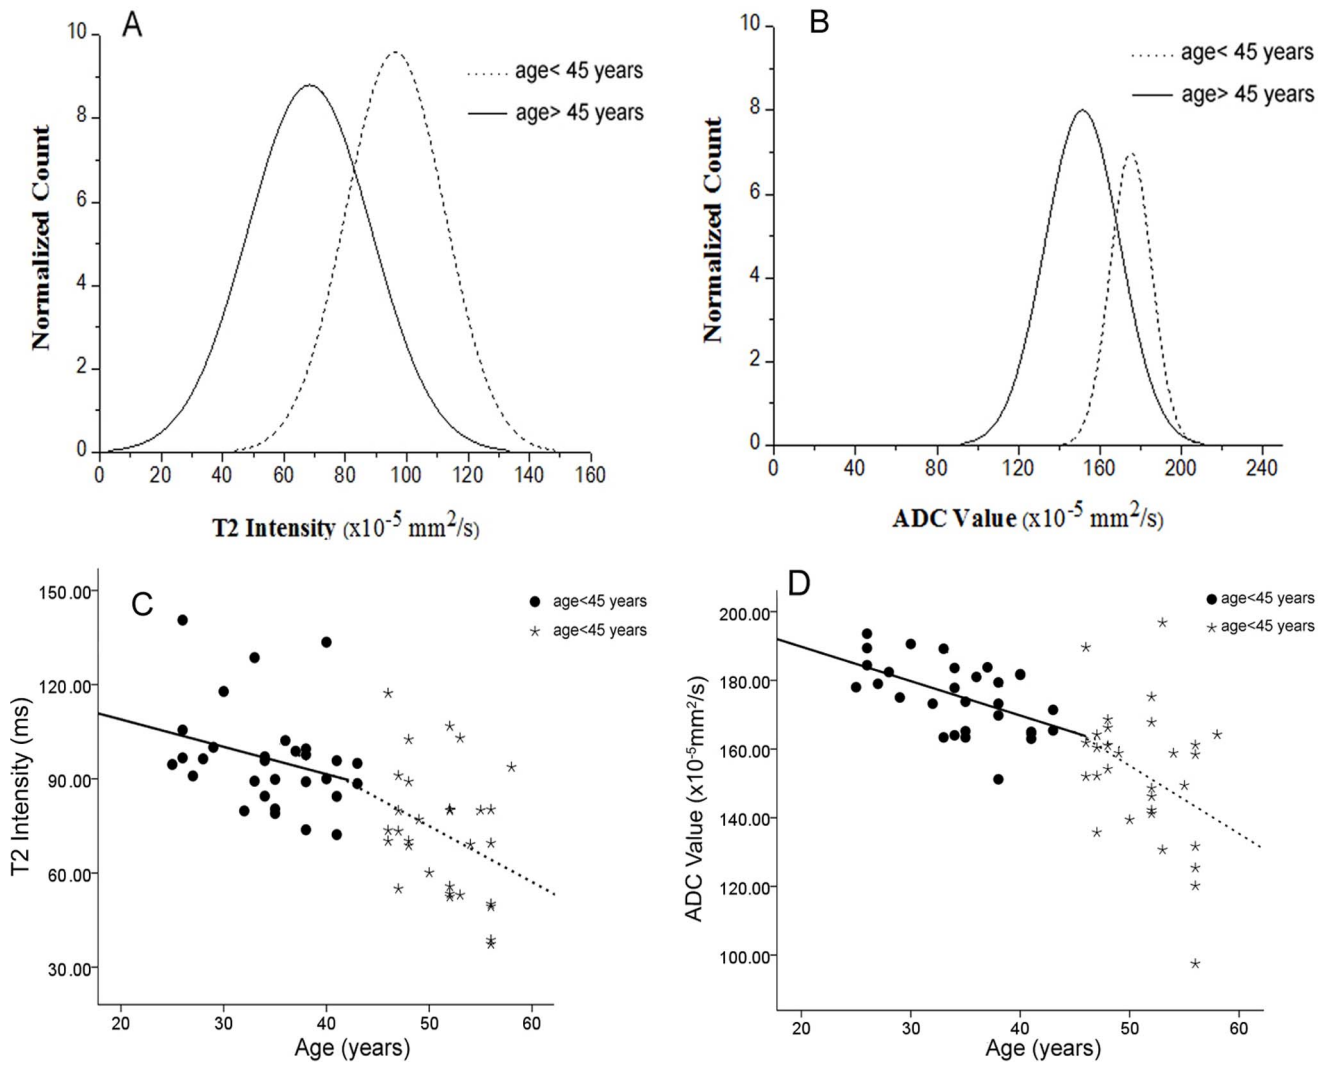 A
age< 45 years
age> 45 years
10
8
6
4
2
0
Normalized Count
0 20 40 60 80 100 120 140 160
T2 Intensity (x10-5 mm2/s)
B
age< 45 years
age> 45 years
10
8
6
4
2
0
Normalized Count
0 40 80 120 160 200 240
ADC Value (x10-5 mm2/s)
C
age<45 years
age<45 years
150.00
120.00
90.00
60.00
30.00
T2 Intensity (ms)
20 30 40 50 60
Age (years)
D
age<45 years
age<45 years
200.00
180.00
160.00
140.00
120.00
100.00
ADC Value (x10-5mm2/s)
20 30 40 50 60
Age (years)